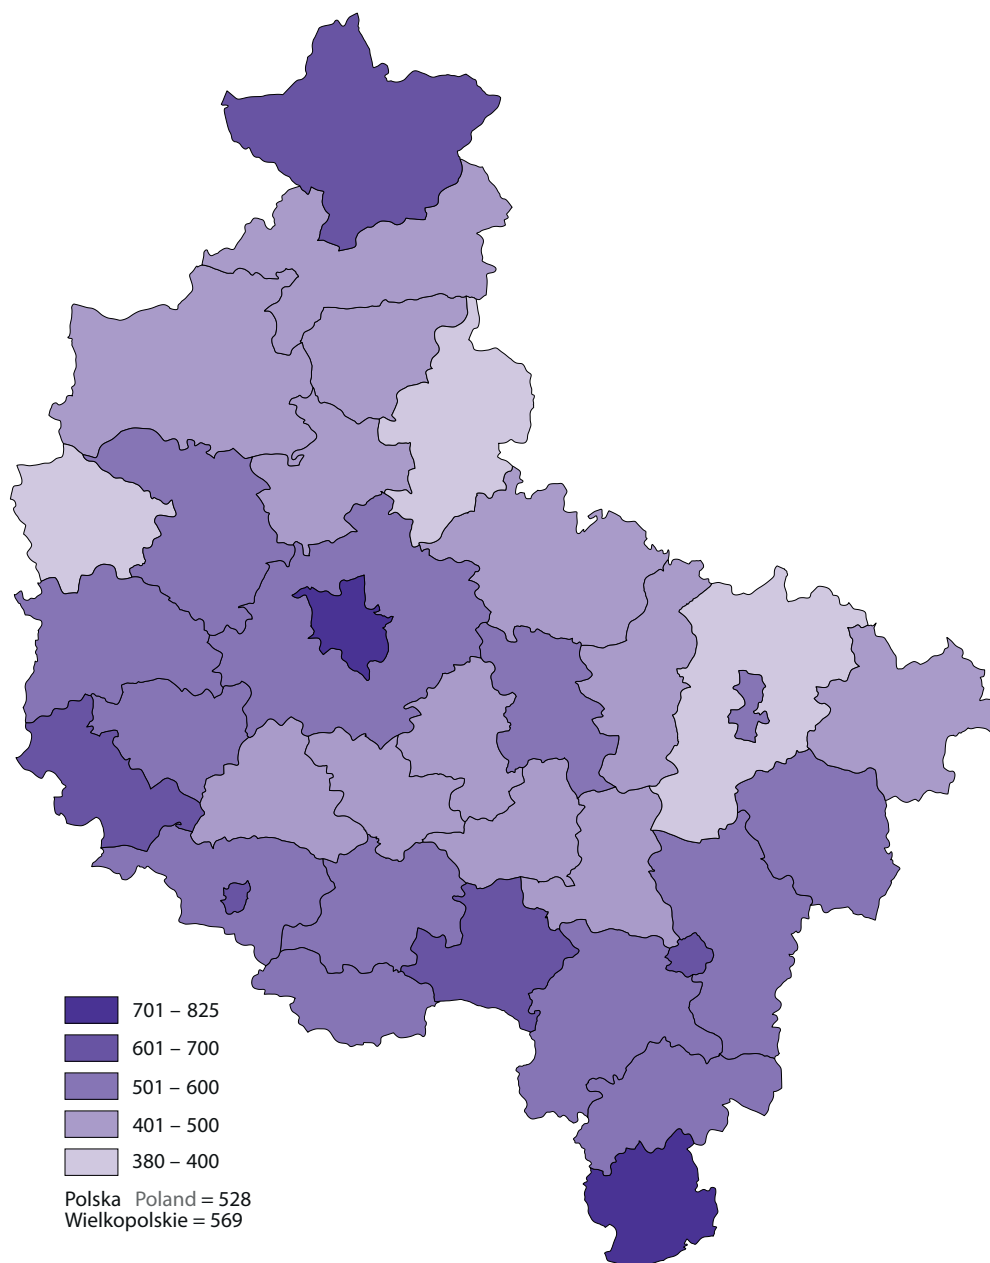 701 – 825
601 – 700
501 – 600
401 – 500
380 – 400
Polska Poland = 528
Wielkopolskie = 569